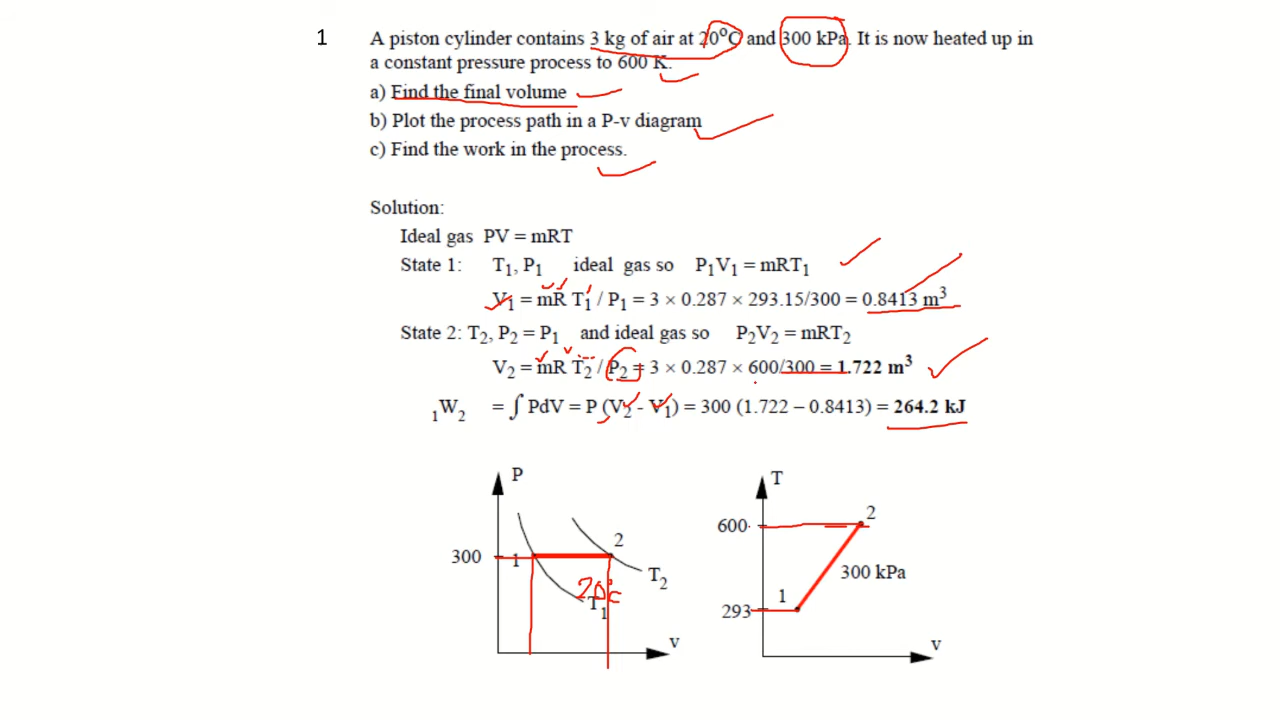 1 A piston cylinder contains 3 kg of air at 20°C and 300 kPa. It is now heated up in
a constant pressure process to 600 K.
a) Find the final volume
b) Plot the process path in a P-v diagram
c) Find the work in the process.
Solution:
Ideal gas PV = mRT
State 1: T₁, P₁ ideal gas so P₁V₁ = mRT₁
V₁ = mR T₁ / P₁ = 3 × 0.287 × 293.15/300 = 0.8413 m³
State 2: T₂, P₂ = P₁ and ideal gas so P₂V₂ = mRT₂
V₂ = mR T₂ / P₂ = 3 × 0.287 × 600/300 = 1.722 m³
₁W₂ = ∫ PdV = P (V₂ - V₁) = 300 (1.722 – 0.8413) = 264.2 kJ
P
300
1
2
T₂
20°C
T₁
v
T
600
2
300 kPa
293
1
v